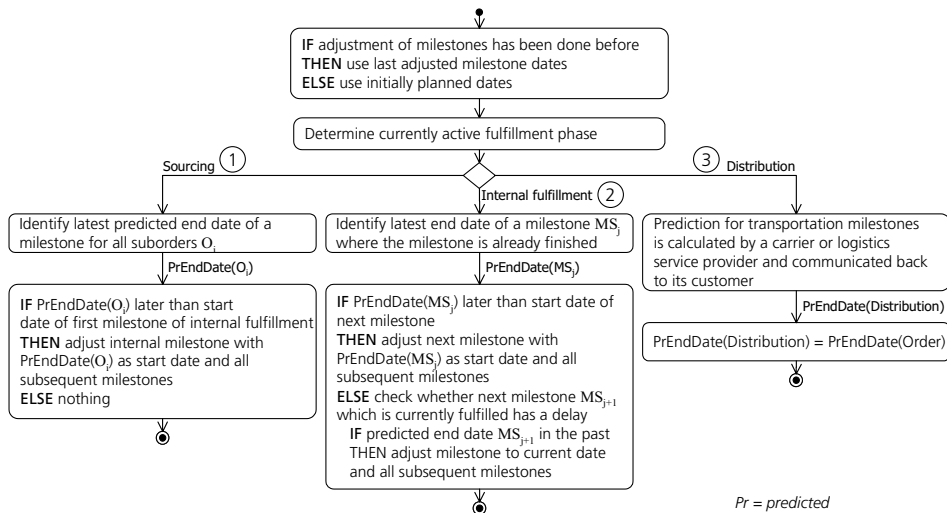 IF adjustment of milestones has been done before
THEN use last adjusted milestone dates
ELSE use initially planned dates
Determine currently active fulfillment phase
Sourcing 1
Internal fulfillment 2
3 Distribution
Identify latest predicted end date of a
milestone for all suborders Oi
PrEndDate(Oi)
IF PrEndDate(Oi) later than start
date of first milestone of internal fulfillment
THEN adjust internal milestone with
PrEndDate(Oi) as start date and all
subsequent milestones
ELSE nothing
Identify latest end date of a milestone MSj
where the milestone is already finished
PrEndDate(MSj)
IF PrEndDate(MSj) later than start date of
next milestone
THEN adjust next milestone with
PrEndDate(MSj) as start date and all
subsequent milestones
ELSE check whether next milestone MSj+1
which is currently fulfilled has a delay
IF predicted end date MSj+1 in the past
THEN adjust milestone to current date
and all subsequent milestones
Prediction for transportation milestones
is calculated by a carrier or logistics
service provider and communicated back
to its customer
PrEndDate(Distribution)
PrEndDate(Distribution) = PrEndDate(Order)
Pr = predicted